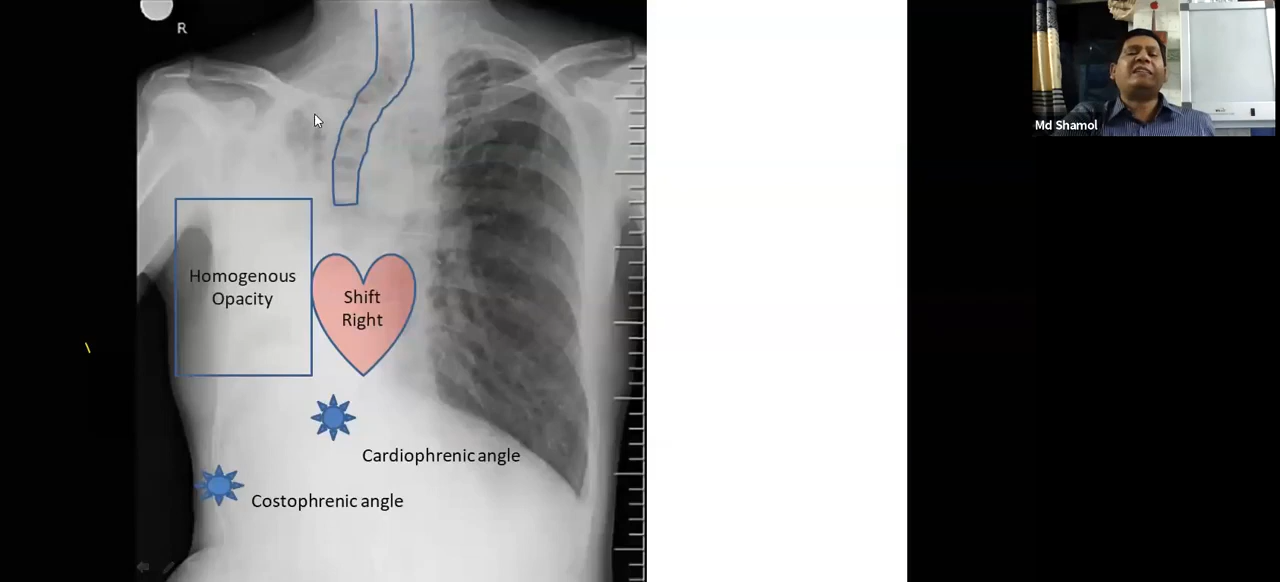 R
Md Shamol
Homogenous
Opacity
Shift
Right
Cardiophrenic angle
Costophrenic angle